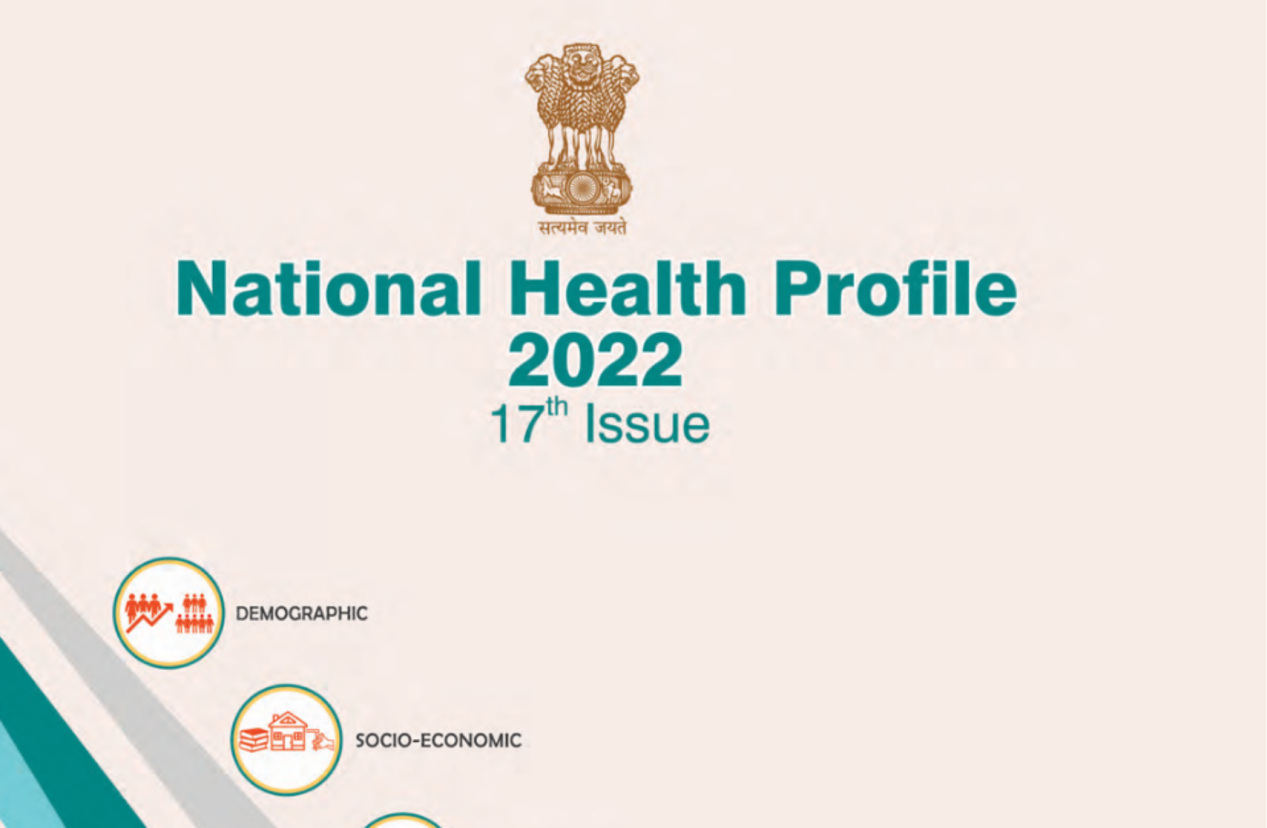 सत्यमेव जयते
National Health Profile
2022
17th Issue
DEMOGRAPHIC
SOCIO-ECONOMIC